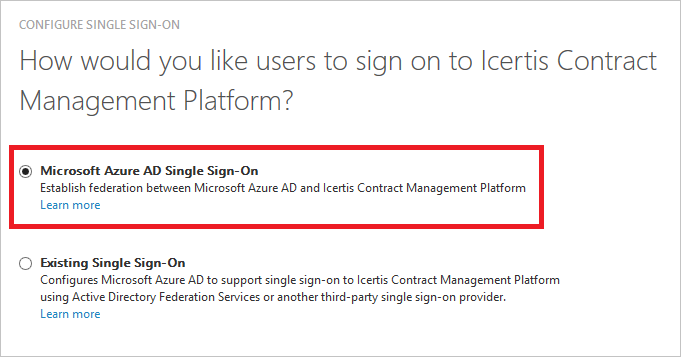 CONFIGURE SINGLE SIGN-ON
How would you like users to sign on to Icertis Contract
Management Platform?
Microsoft Azure AD Single Sign-On
Establish federation between Microsoft Azure AD and Icertis Contract Management Platform
Learn more
Existing Single Sign-On
Configures Microsoft Azure AD to support single sign-on to Icertis Contract Management Platform
using Active Directory Federation Services or another third-party single sign-on provider.
Learn more